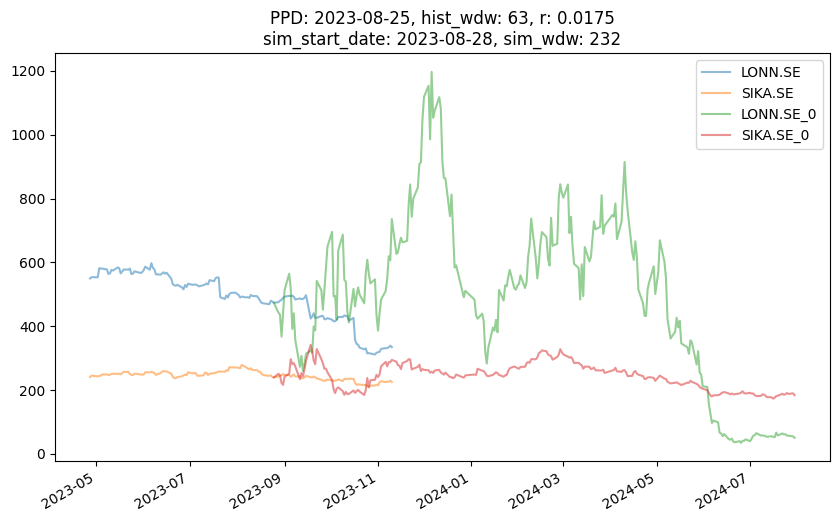 PPD: 2023-08-25, hist_wdw: 63, r: 0.0175
sim_start_date: 2023-08-28, sim_wdw: 232
LONN.SE
SIKA.SE
LONN.SE_0
SIKA.SE_0
1200
1000
800
600
400
200
0
2023-05
2023-07
2023-09
2023-11
2024-01
2024-03
2024-05
2024-07